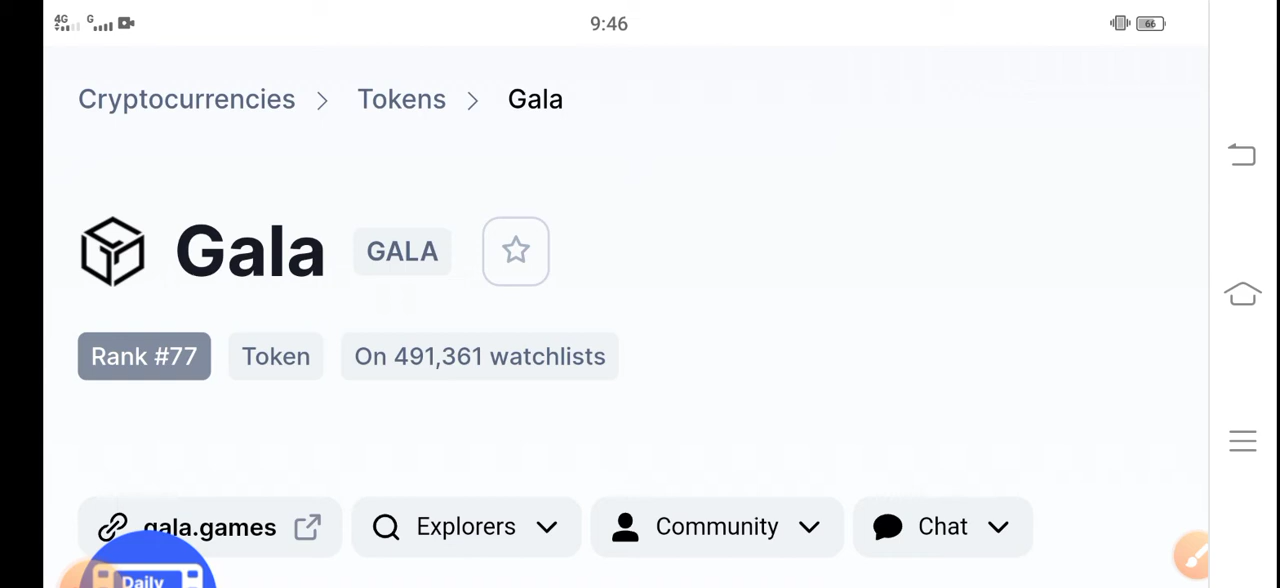 4G G 9:46 66
Cryptocurrencies > Tokens > Gala
Gala GALA
Rank #77 Token On 491,361 watchlists
gala.games Explorers Community Chat
Daily